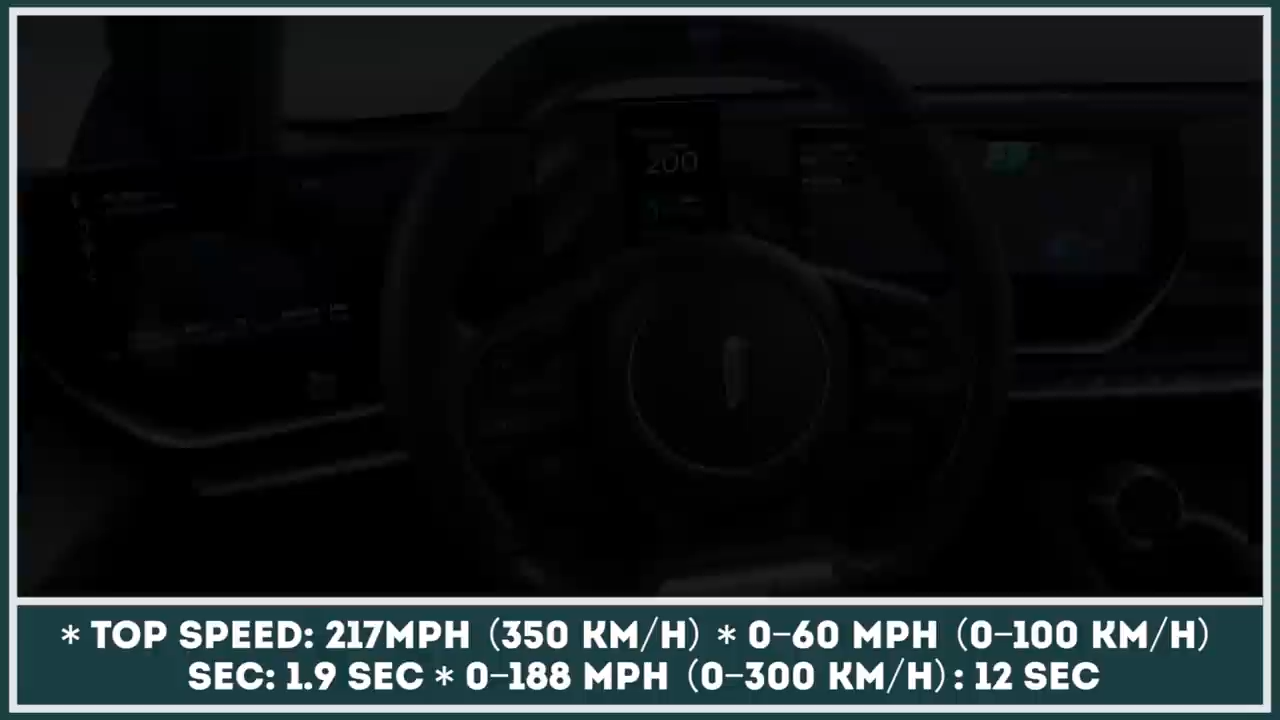 200
* TOP SPEED: 217MPH (350 KM/H) * 0-60 MPH (0-100 KM/H)
SEC: 1.9 SEC * 0-188 MPH (0-300 KM/H): 12 SEC